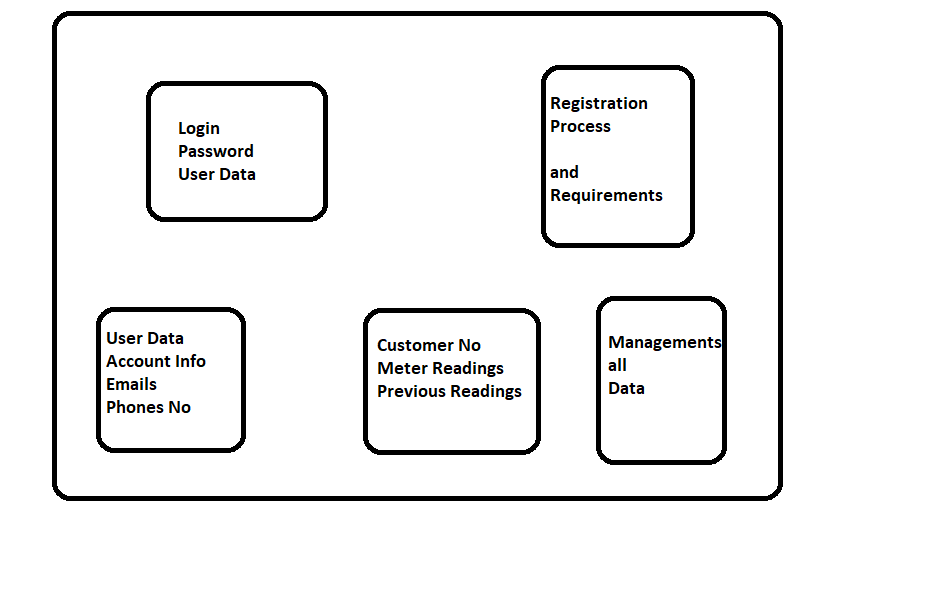 Login
Password
User Data
Registration
Process
and
Requirements
User Data
Account Info
Emails
Phones No
Customer No
Meter Readings
Previous Readings
Managements
all
Data